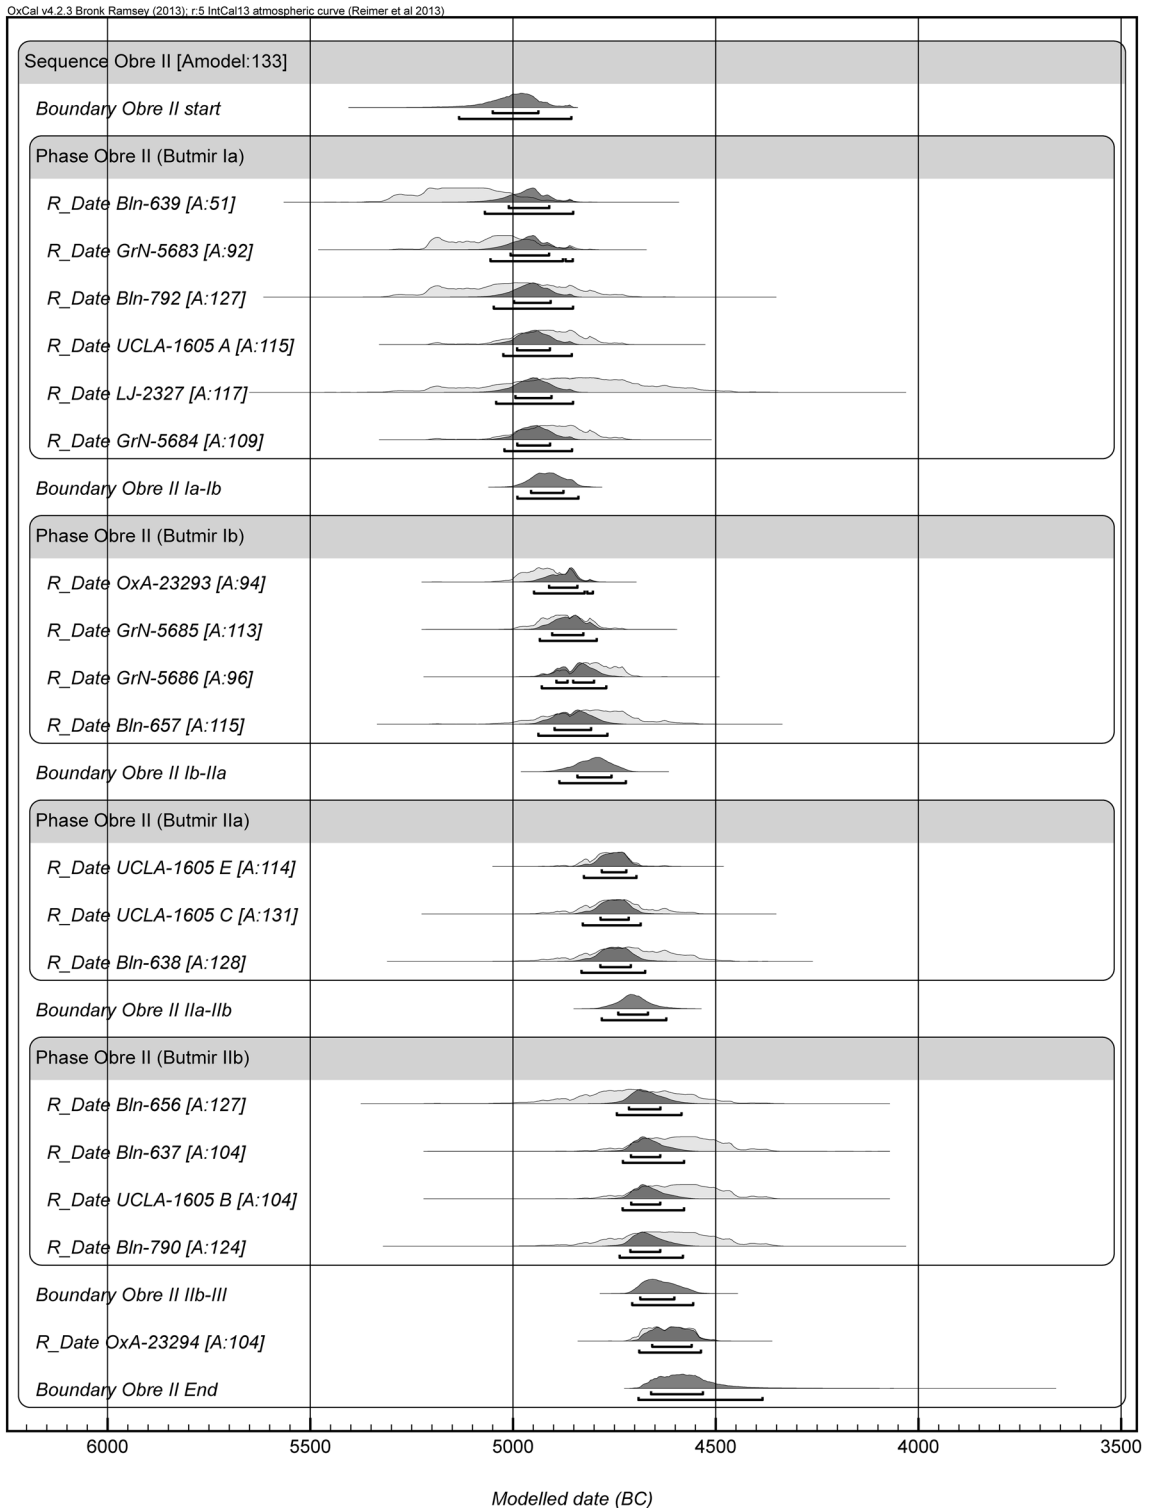 OxCal v4.2.3 Bronk Ramsey (2013); r:5 IntCal13 atmospheric curve (Reimer et al 2013)
Sequence Obre II [Amodel:133]
Boundary Obre II start
Phase Obre II (Butmir Ia)
R_Date Bln-639 [A:51]
R_Date GrN-5683 [A:92]
R_Date Bln-792 [A:127]
R_Date UCLA-1605 A [A:115]
R_Date LJ-2327 [A:117]
R_Date GrN-5684 [A:109]
Boundary Obre II Ia-Ib
Phase Obre II (Butmir Ib)
R_Date OxA-23293 [A:94]
R_Date GrN-5685 [A:113]
R_Date GrN-5686 [A:96]
R_Date Bln-657 [A:115]
Boundary Obre II Ib-IIa
Phase Obre II (Butmir IIa)
R_Date UCLA-1605 E [A:114]
R_Date UCLA-1605 C [A:131]
R_Date Bln-638 [A:128]
Boundary Obre II IIa-IIb
Phase Obre II (Butmir IIb)
R_Date Bln-656 [A:127]
R_Date Bln-637 [A:104]
R_Date UCLA-1605 B [A:104]
R_Date Bln-790 [A:124]
Boundary Obre II IIb-III
R_Date OxA-23294 [A:104]
Boundary Obre II End
6000 5500 5000 4500 4000 3500
Modelled date (BC)